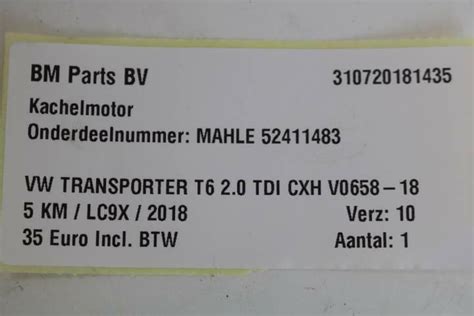 BM Parts BV 310720181435
Kachelmotor
Onderdeelnummer: MAHLE 52411483
VW TRANSPORTER T6 2.0 TDI CXH V0658-18
5 KM / LC9X / 2018 Verz: 10
35 Euro Incl. BTW Aantal: 1